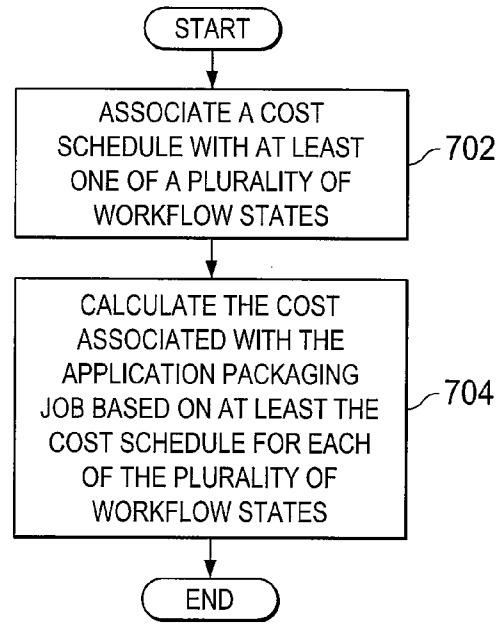 START
ASSOCIATE A COST
SCHEDULE WITH AT LEAST
ONE OF A PLURALITY OF
WORKFLOW STATES
702
CALCULATE THE COST
ASSOCIATED WITH THE
APPLICATION PACKAGING
JOB BASED ON AT LEAST THE
COST SCHEDULE FOR EACH
OF THE PLURALITY OF
WORKFLOW STATES
704
END